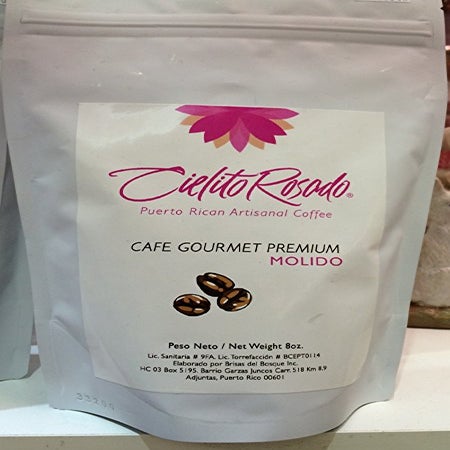 Cielito Rosado®
Puerto Rican Artisanal Coffee
CAFE GOURMET PREMIUM
MOLIDO
Peso Neto / Net Weight 8oz.
Lic. Sanitaria # 9FA, Lic. Torrefacción # BCEPT0114
Elaborado por Brisas del Bosque Inc.
HC 03 Box 5195. Barrio Garzas Juncos Carr. 518 Km 8.9
Adjuntas, Puerto Rico 00601